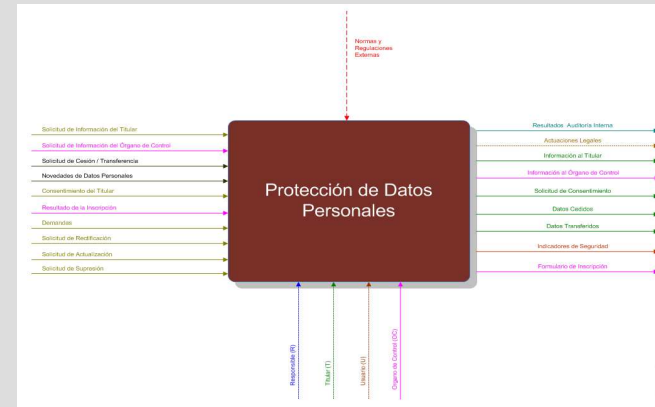 Normas y
Regulaciones
Externas
Solicitud de Información del Titular
Solicitud de Información del Órgano de Control
Solicitud de Cesión / Transferencia
Novedades de Datos Personales
Consentimiento del Titular
Resultado de la Inscripción
Demandas
Solicitud de Rectificación
Solicitud de Actualización
Solicitud de Supresión
Protección de Datos
Personales
Resultados Auditoría Interna
Actuaciones Legales
Información al Titular
Información al Órgano de Control
Solicitud de Consentimiento
Datos Cedidos
Datos Transferidos
Indicadores de Seguridad
Formulario de Inscripción
Responsible (R)
Titular (T)
Usuario (U)
Organo de Control (OC)